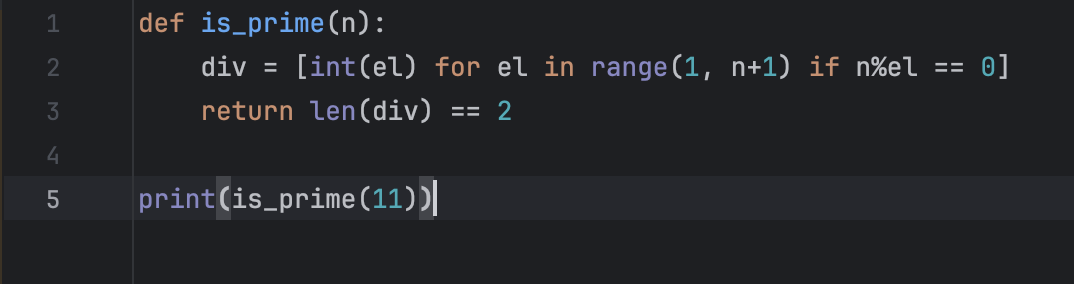 1 def is_prime(n):
2     div = [int(el) for el in range(1, n+1) if n%el == 0]
3     return len(div) == 2
4
5 print(is_prime(11))